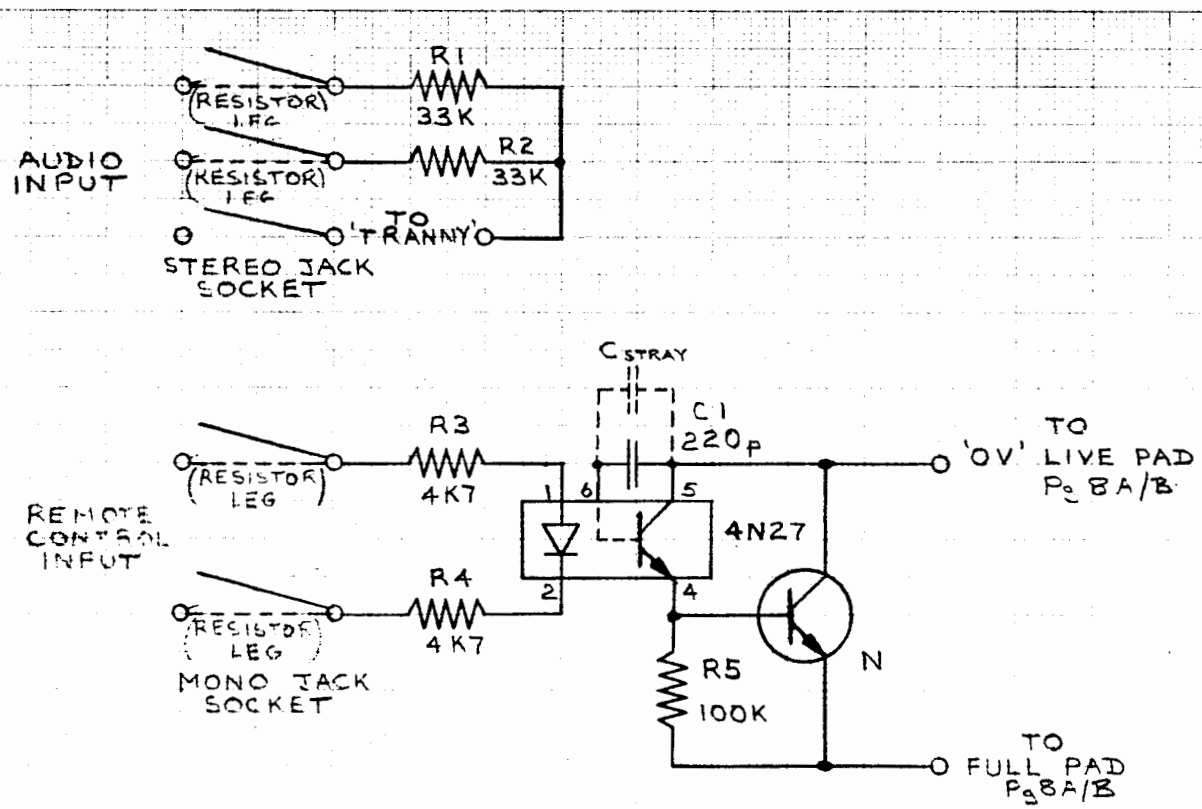 R1
(RESISTOR)
LEG
33K
AUDIO
INPUT
R2
(RESISTOR)
LEG
33K
TO
'TRANNY'
STEREO JACK
SOCKET
C STRAY
C1
220p
R3
(RESISTOR
LEG)
4K7
1
6
5
TO
'OV' LIVE PAD
Pg 8A/B
REMOTE
CONTROL
INPUT
4N27
R4
2
4
(RESISTOR
LEG)
4K7
MONO JACK
SOCKET
R5
100K
N
TO
FULL PAD
Pg 8A/B